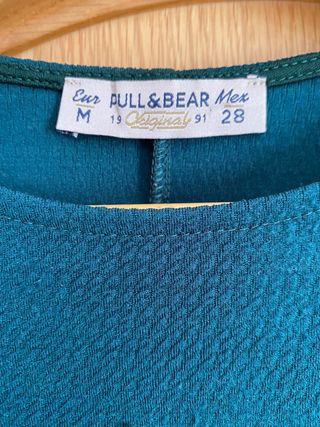 Eur PULL&BEAR Mex
M 19 Original 91 28